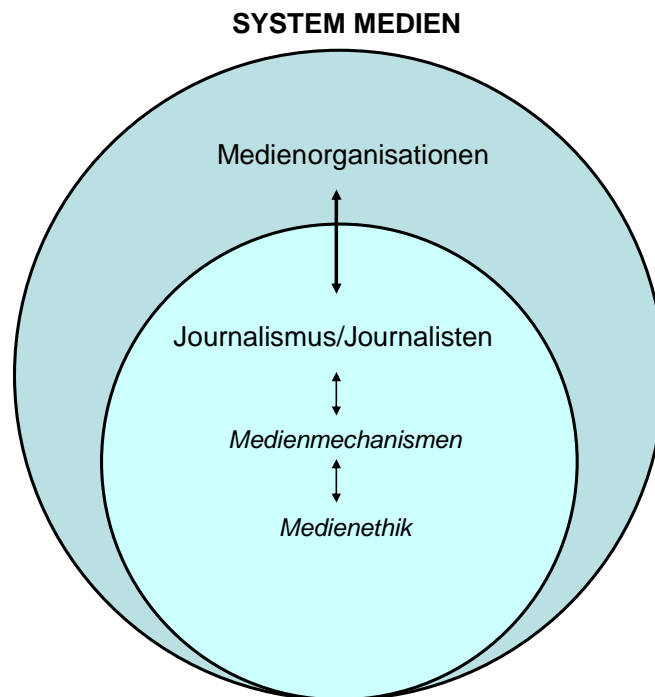 SYSTEM MEDIEN
Medienorganisationen
Journalismus/Journalisten
Medienmechanismen
Medienethik